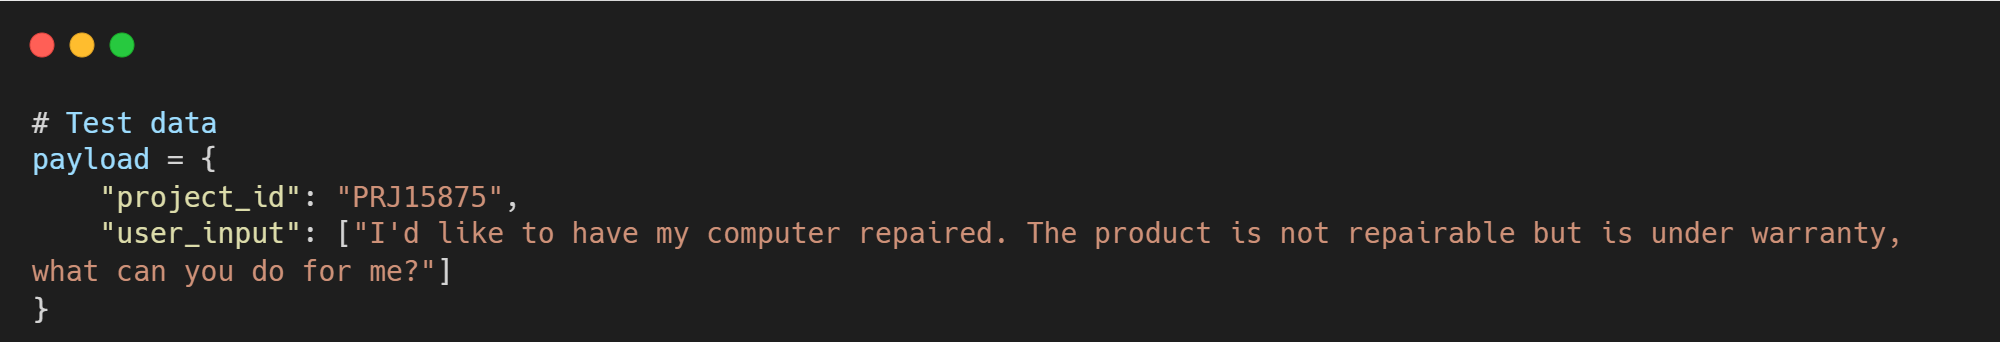 # Test data
payload = {
    "project_id": "PRJ15875",
    "user_input": ["I'd like to have my computer repaired. The product is not repairable but is under warranty,
what can you do for me?"]
}